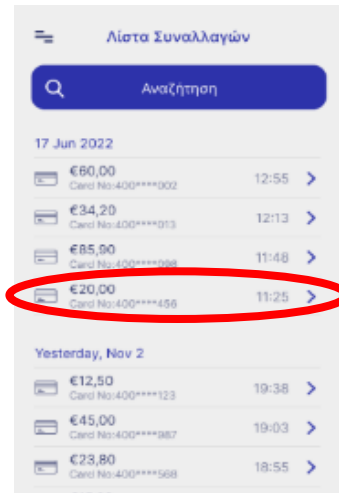 Λίστα Συναλλαγών
Αναζήτηση
17 Jun 2022
€60,00
Card No:400****002
12:55
€34,20
Card No:400****013
12:13
€85,90
Card No:400****098
11:48
€20,00
Card No:400****456
11:25
Yesterday, Nov 2
€12,50
Card No:400****123
19:38
€45,00
Card No:400****987
19:03
€23,80
Card No:400****568
18:55